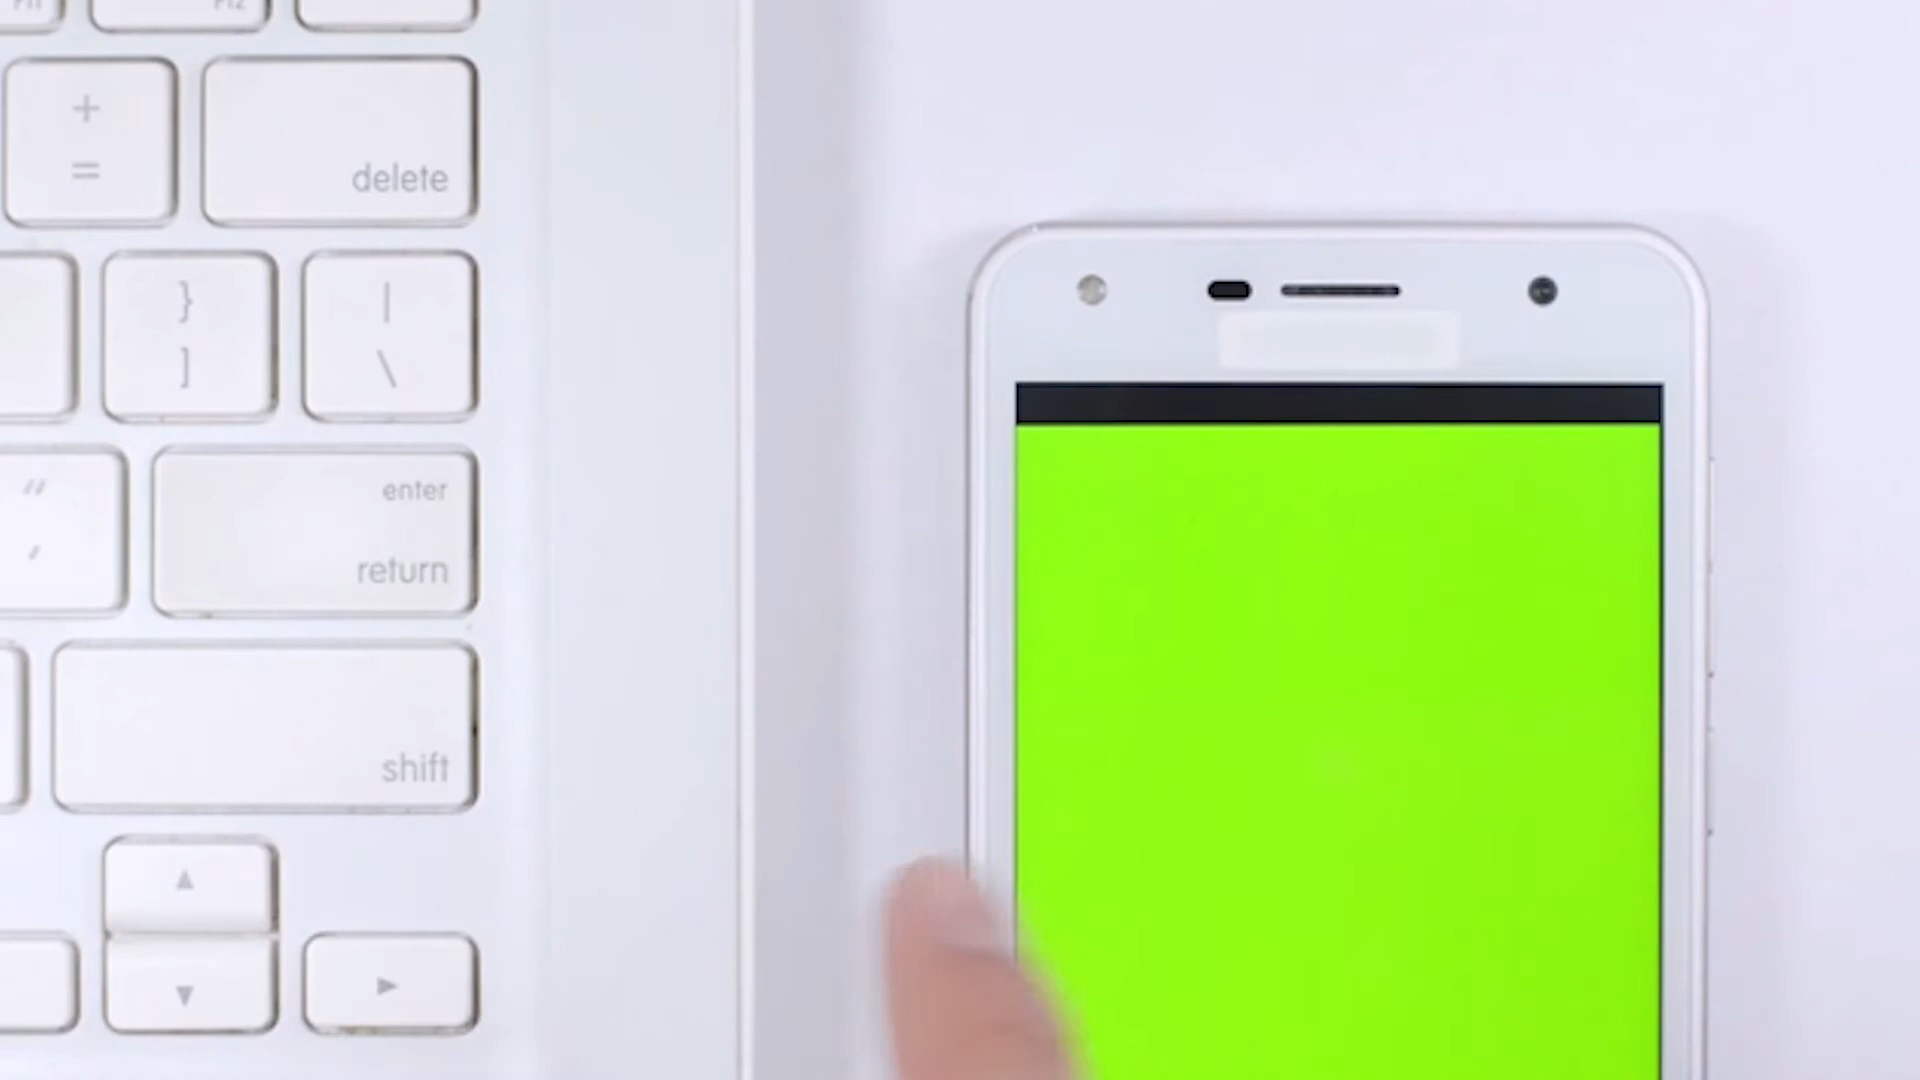 +
=
delete
}
]
|
\
"
'
enter
return
shift